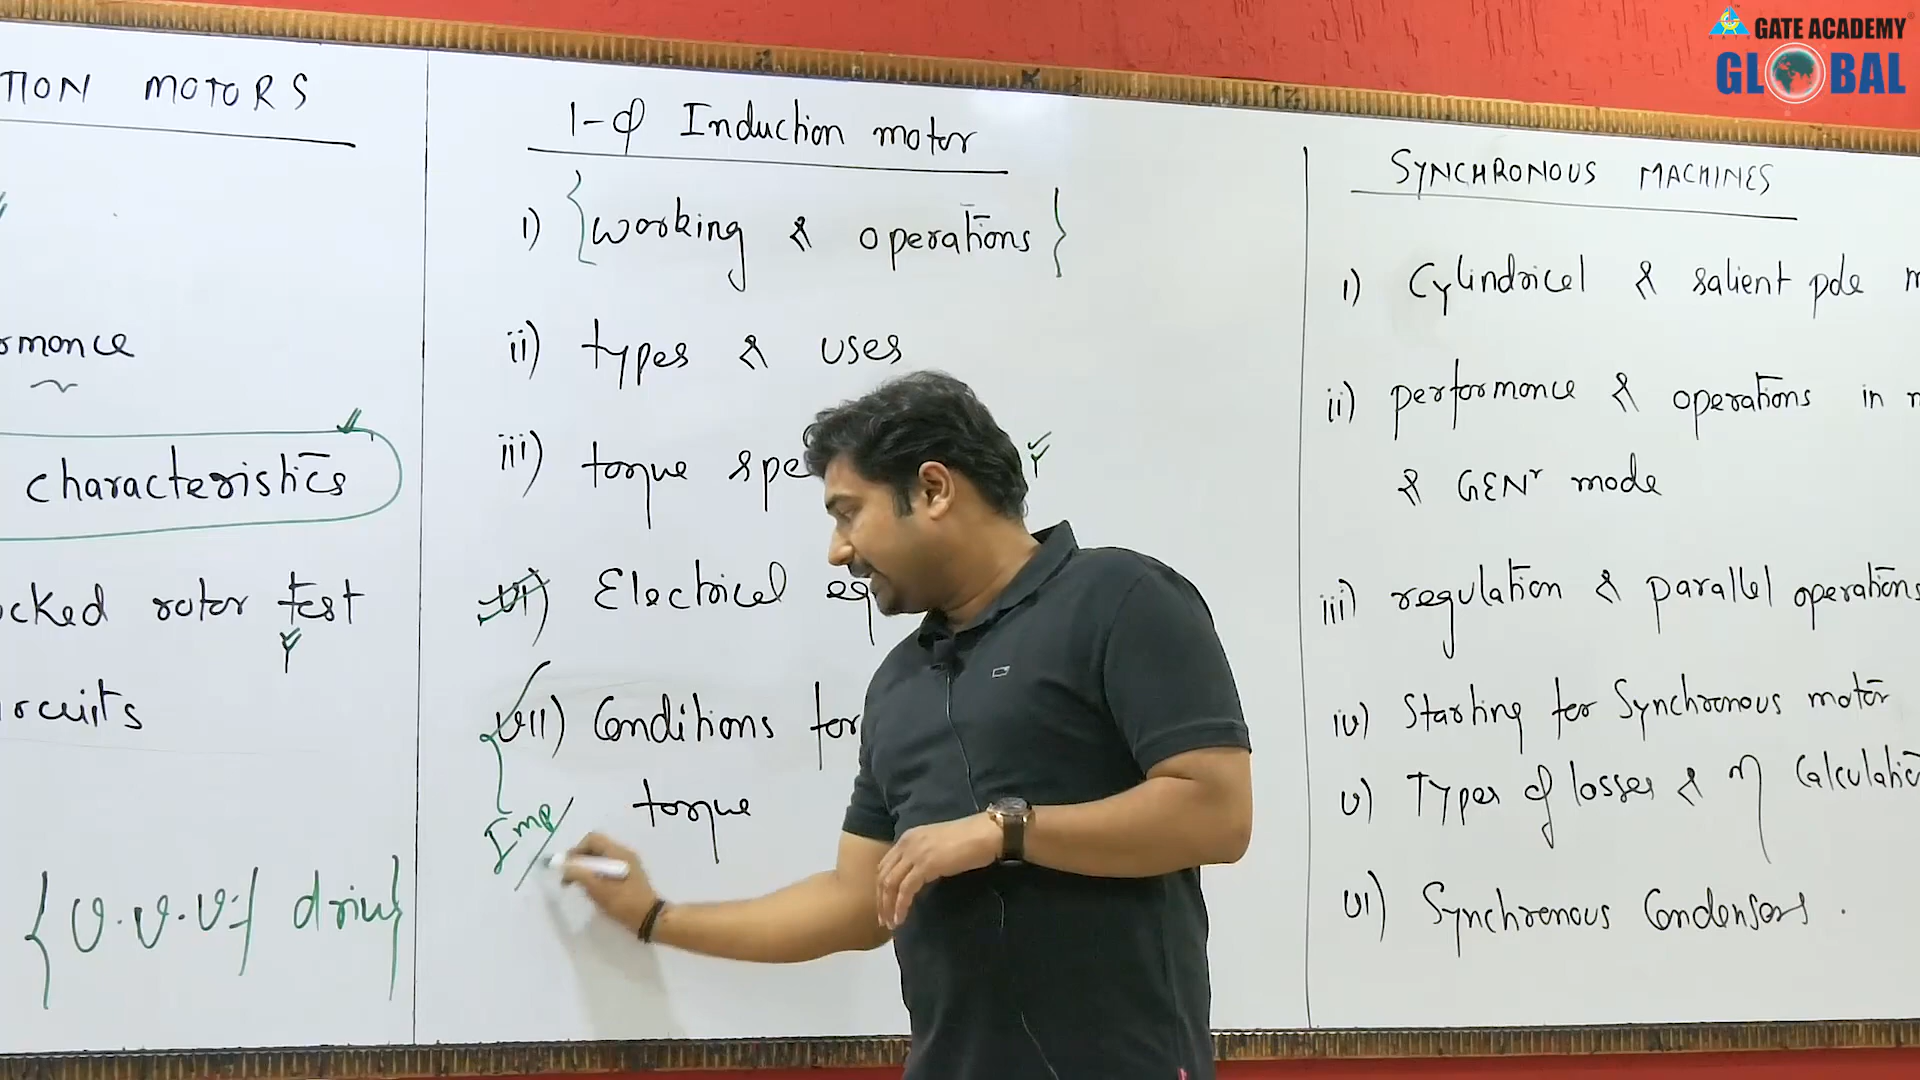 GATE ACADEMY
GLOBAL
TION MOTORS
rmonce
characteristics
ocked rotor test
rcuits
{ v.v.v.f drive }
1-φ Induction motor
i) { working & operations }
ii) types & uses
iii) torque spe
vi) Electrical eq
vii) Conditions for
torque
Imp
SYNCHRONOUS MACHINES
i) Cylindrical & salient pole m
ii) performance & operations in m
& GENr mode
iii) regulation & parallel operations
iv) Starting for Synchronous motor
v) Types of losses & η Calculatio
vi) Synchronous Condensors.